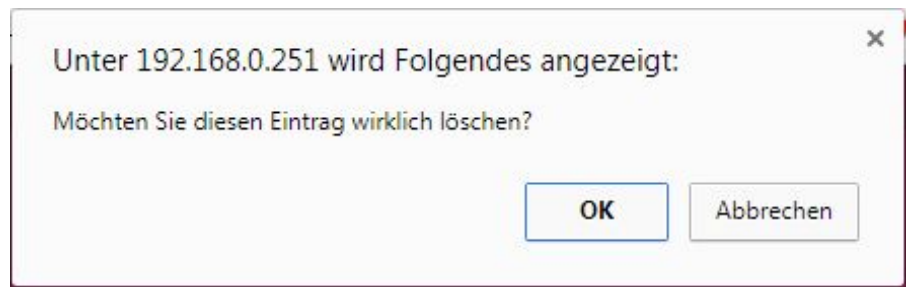 Unter 192.168.0.251 wird Folgendes angezeigt:
Möchten Sie diesen Eintrag wirklich löschen?
OK Abbrechen